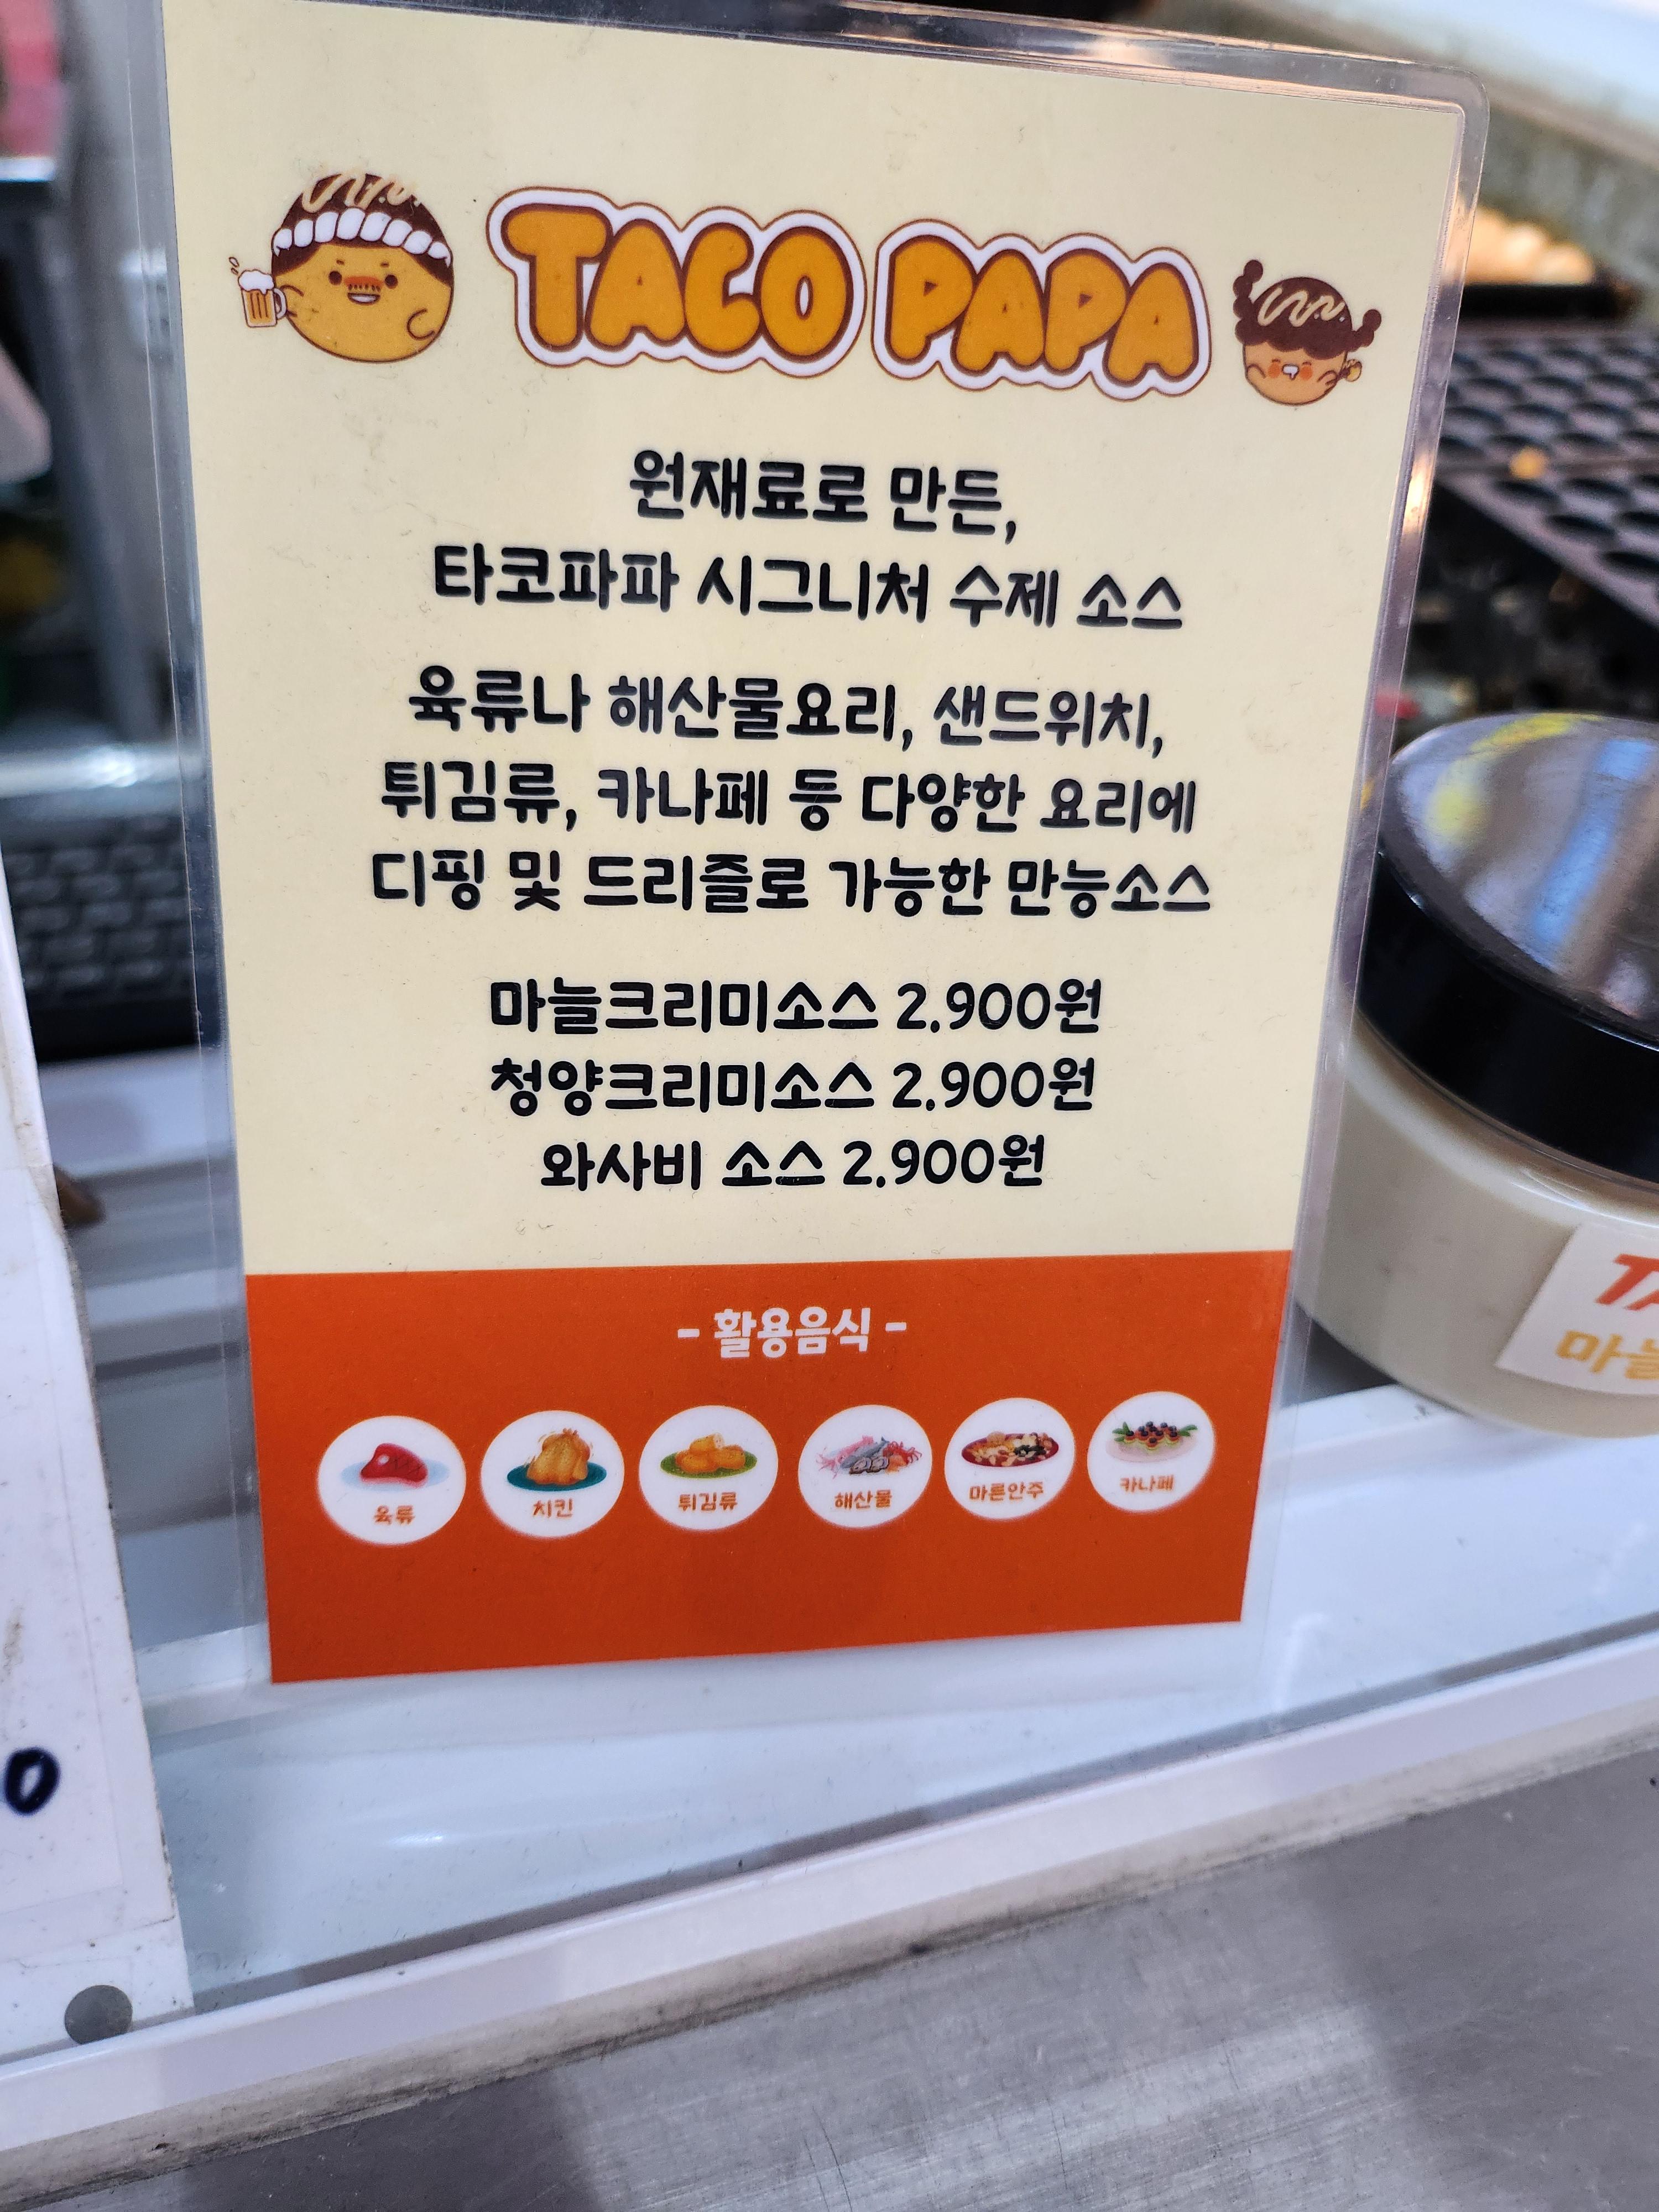 TACO PAPA
원재료로 만든,
타코파파 시그니처 수제 소스
육류나 해산물요리, 샌드위치,
튀김류, 카나페 등 다양한 요리에
디핑 및 드리즐로 가능한 만능소스
마늘크리미소스 2.900원
청양크리미소스 2.900원
와사비 소스 2.900원
- 활용음식 -
육류 치킨 튀김류 해산물 마른안주 카나페
0